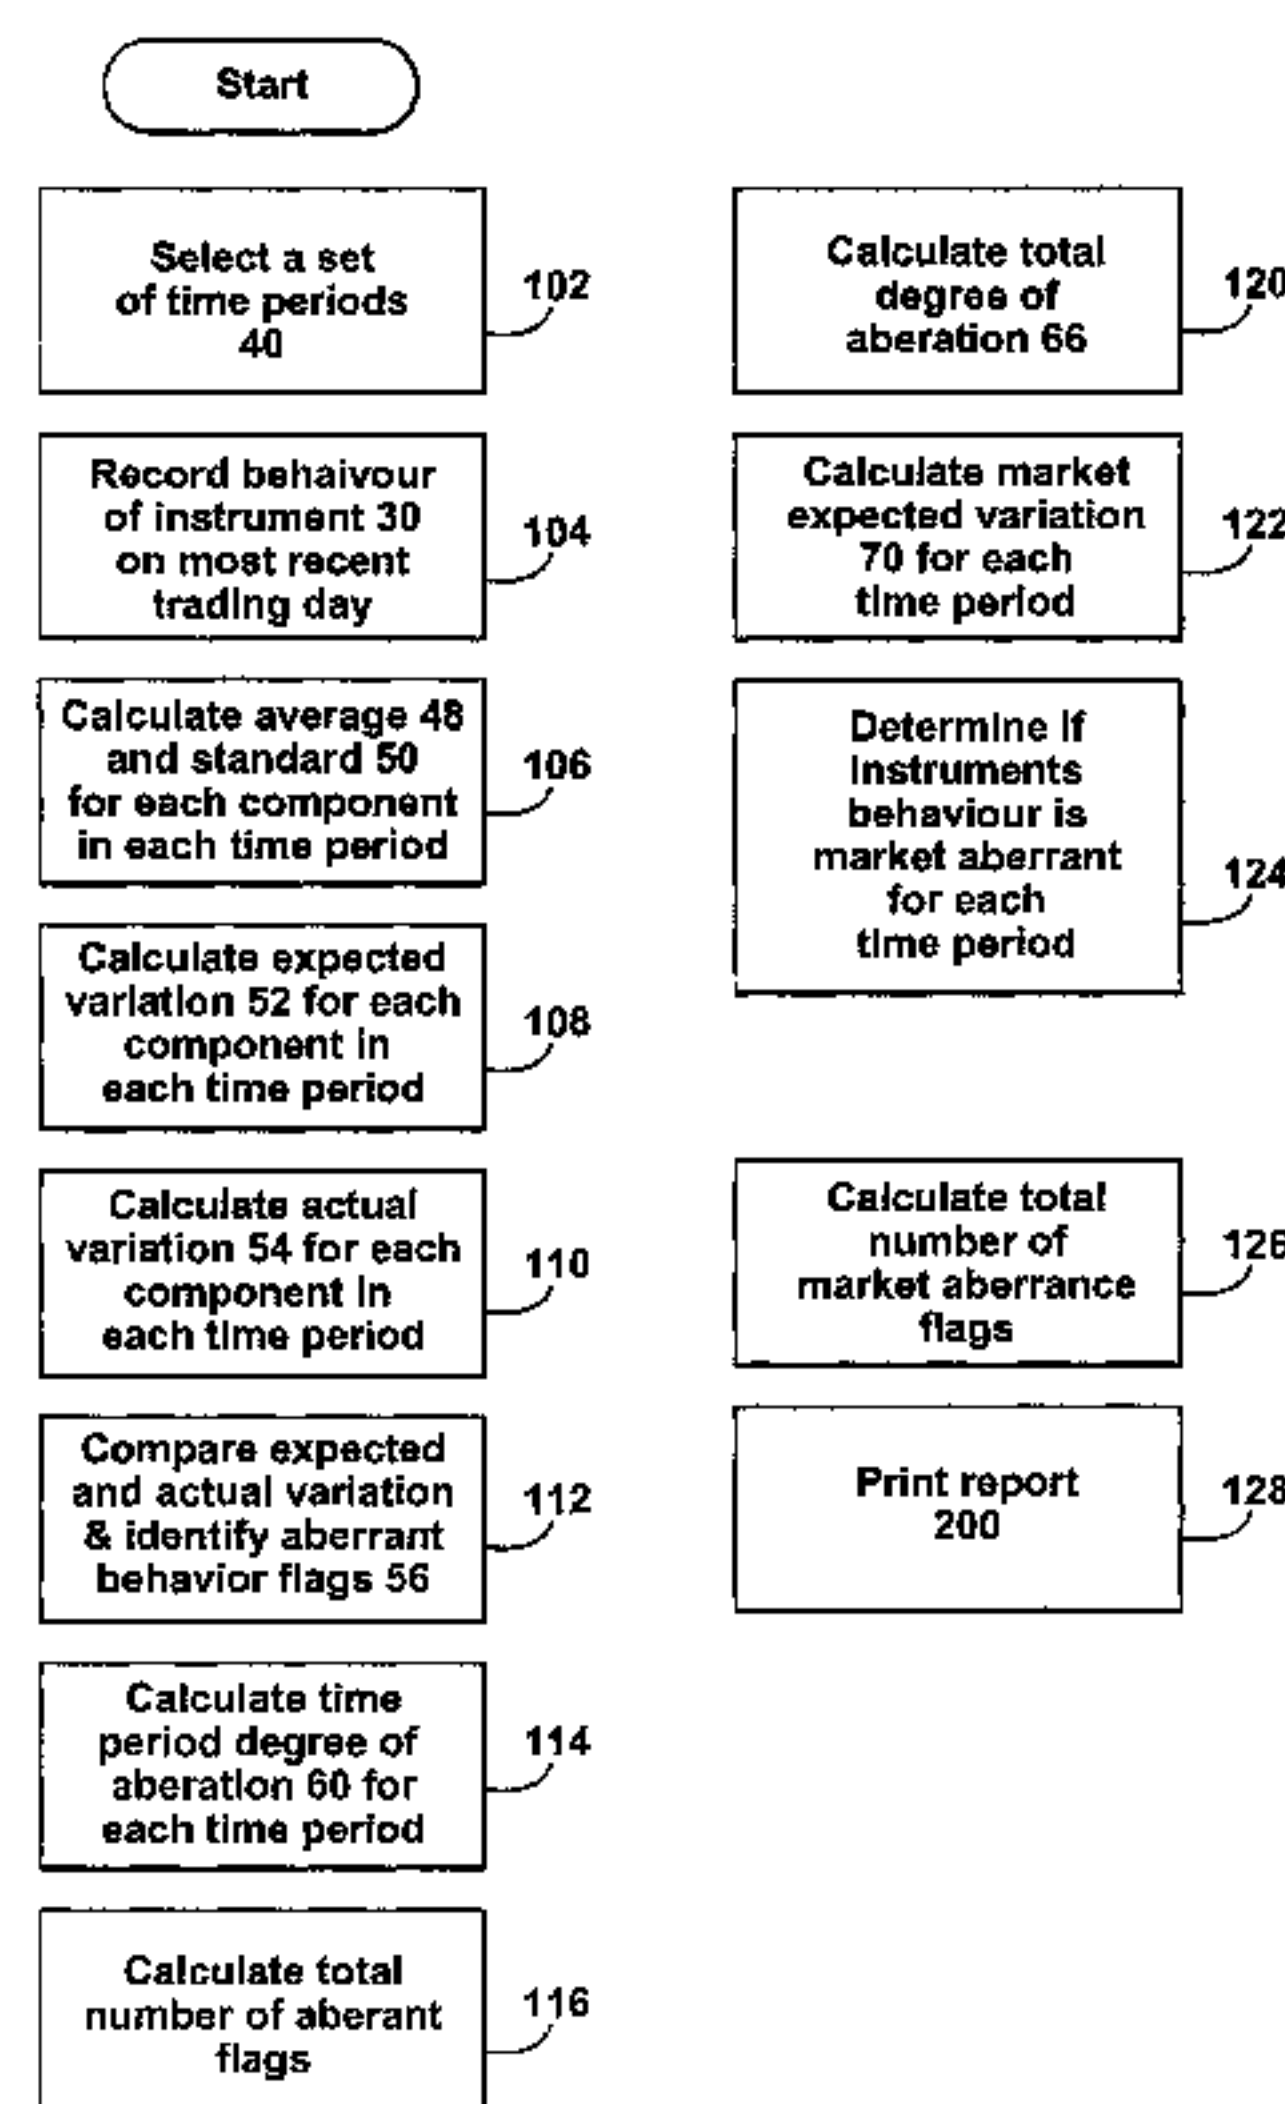 Start
Select a set
of time periods
40
102
Record behaivour
of instrument 30
on most recent
trading day
104
Calculate average 48
and standard 50
for each component
in each time period
106
Calculate expected
variation 52 for each
component in
each time period
108
Calculate actual
variation 54 for each
component in
each time period
110
Compare expected
and actual variation
& identify aberrant
behavior flags 56
112
Calculate time
period degree of
aberation 60 for
each time period
114
Calculate total
number of aberant
flags
116
Calculate total
degree of
aberation 66
120
Calculate market
expected variation
70 for each
time period
122
Determine if
instruments
behaviour is
market aberrant
for each
time period
124
Calculate total
number of
market aberrance
flags
126
Print report
200
128